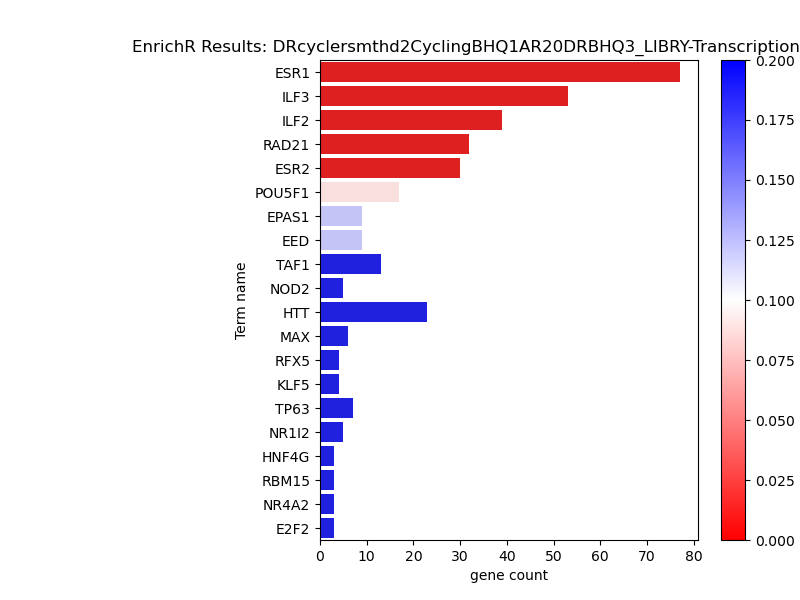 EnrichR Results: DRcyclersmthd2CyclingBHQ1AR20DRBHQ3_LIBRY-Transcription
ESR1
ILF3
ILF2
RAD21
ESR2
POU5F1
EPAS1
EED
TAF1
NOD2
HTT
MAX
RFX5
KLF5
TP63
NR1I2
HNF4G
RBM15
NR4A2
E2F2
Term name
0 10 20 30 40 50 60 70 80
gene count
0.200
0.175
0.150
0.125
0.100
0.075
0.050
0.025
0.000